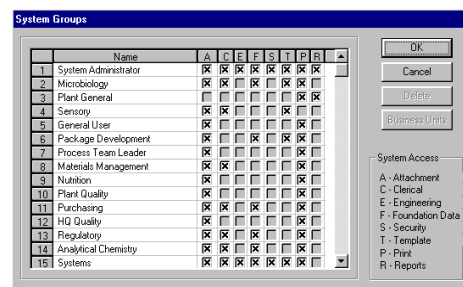 System Groups
Name A C E F S T P R
1 System Administrator
2 Microbiology
3 Plant General
4 Sensory
5 General User
6 Package Development
7 Process Team Leader
8 Materials Management
9 Nutrition
10 Plant Quality
11 Purchasing
12 HQ Quality
13 Regulatory
14 Analytical Chemistry
15 Systems
OK
Cancel
Delete
Business Units
System Access
A - Attachment
C - Clerical
E - Engineering
F - Foundation Data
S - Security
T - Template
P - Print
R - Reports